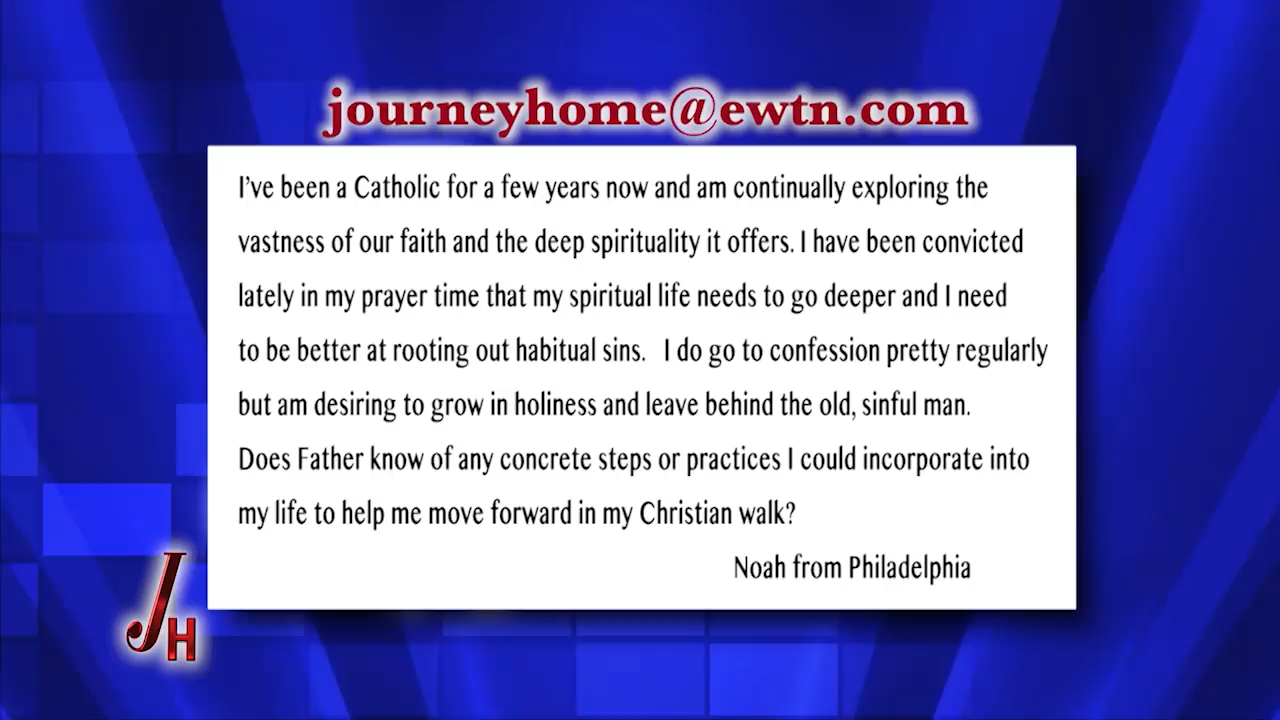 journeyhome@ewtn.com
I've been a Catholic for a few years now and am continually exploring the
vastness of our faith and the deep spirituality it offers. I have been convicted
lately in my prayer time that my spiritual life needs to go deeper and I need
to be better at rooting out habitual sins.   I do go to confession pretty regularly
but am desiring to grow in holiness and leave behind the old, sinful man.
Does Father know of any concrete steps or practices I could incorporate into
my life to help me move forward in my Christian walk?
Noah from Philadelphia
JH